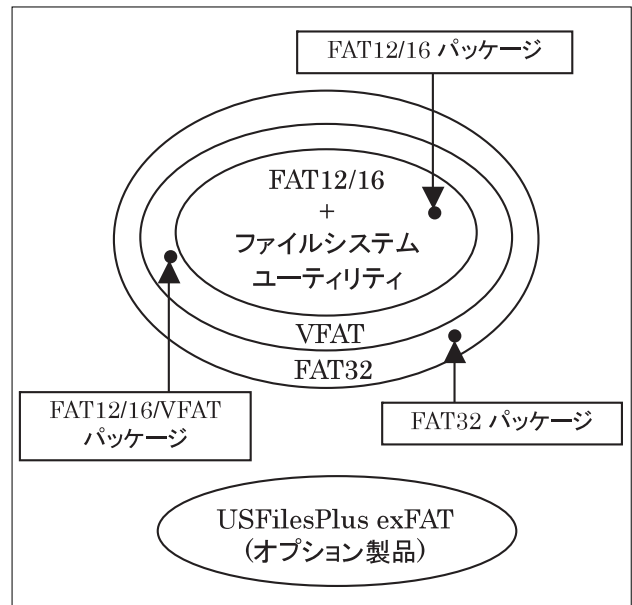 FAT12/16 パッケージ
FAT12/16
+
ファイルシステム
ユーティリティ
VFAT
FAT32
FAT12/16/VFAT
パッケージ
FAT32 パッケージ
USFilesPlus exFAT
(オプション製品)